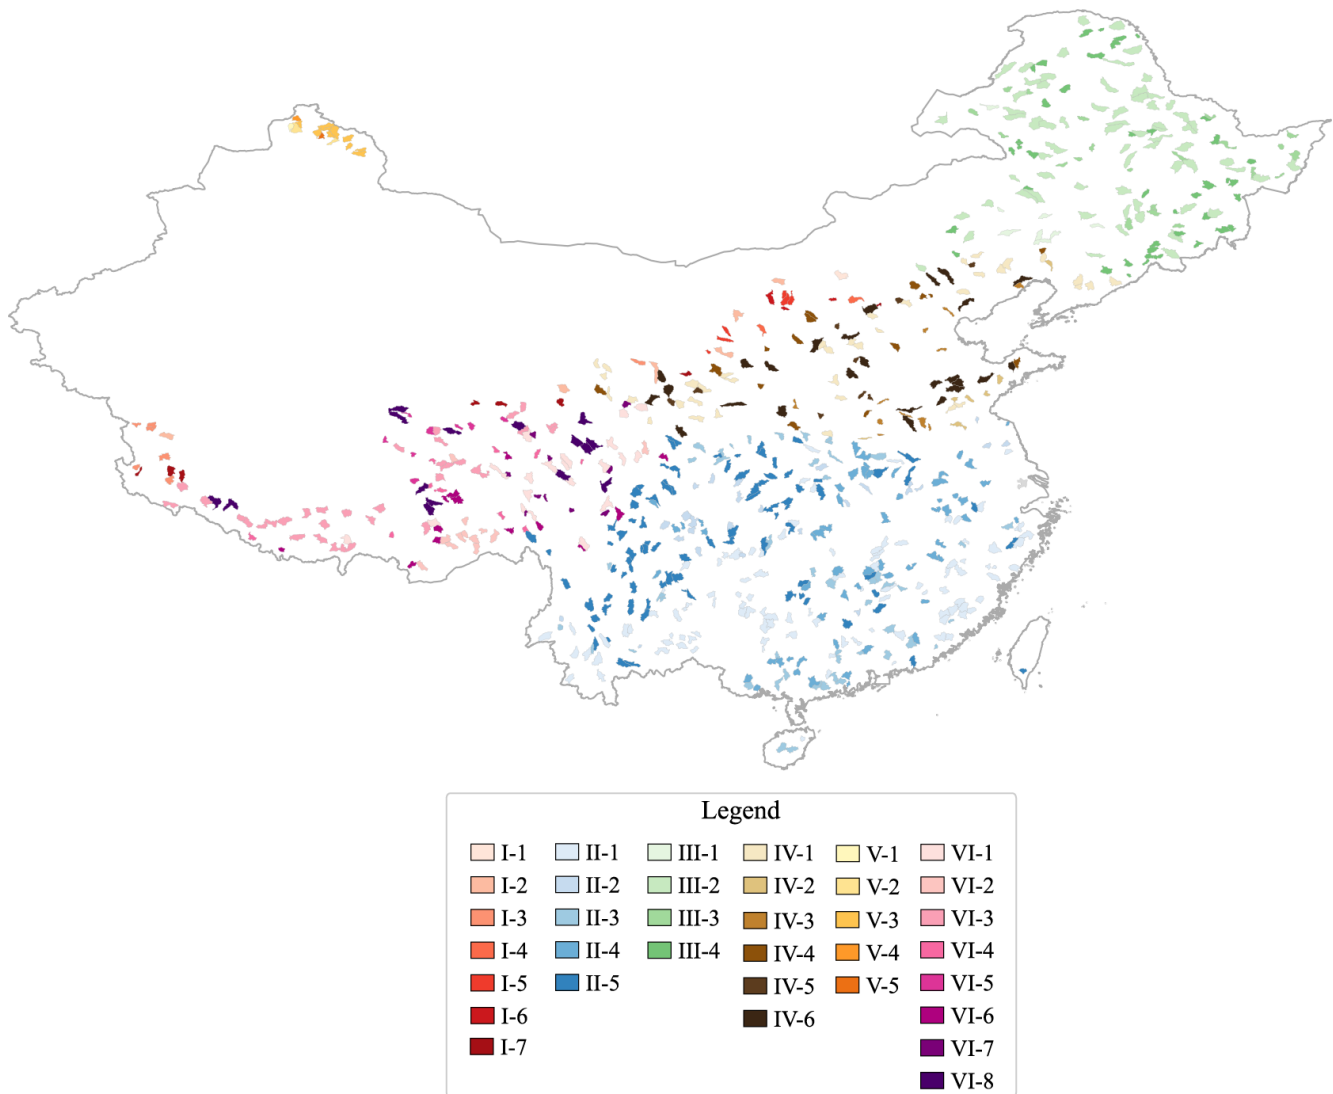 Legend
I-1 II-1 III-1 IV-1 V-1 VI-1
I-2 II-2 III-2 IV-2 V-2 VI-2
I-3 II-3 III-3 IV-3 V-3 VI-3
I-4 II-4 III-4 IV-4 V-4 VI-4
I-5 II-5 IV-5 V-5 VI-5
I-6 IV-6 VI-6
I-7 VI-7
VI-8